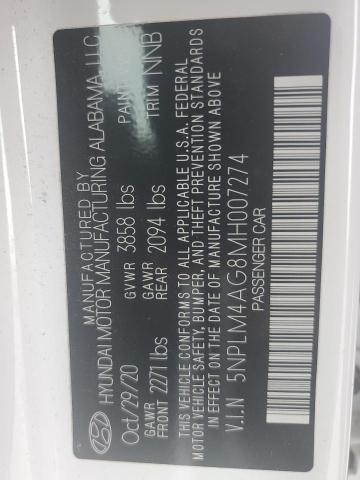 MANUFACTURED BY
HYUNDAI MOTOR MANUFACTURING ALABAMA, LLC
Oct/29/20 GVWR 3858 lbs PAINT
GAWR FRONT 2271 lbs GAWR REAR 2094 lbs TRIM NNB
THIS VEHICLE CONFORMS TO ALL APPLICABLE U.S.A. FEDERAL
MOTOR VEHICLE SAFETY, BUMPER, AND THEFT PREVENTION STANDARDS
IN EFFECT ON THE DATE OF MANUFACTURE SHOWN ABOVE
V.I.N 5NPLM4AG8MH007274
PASSENGER CAR